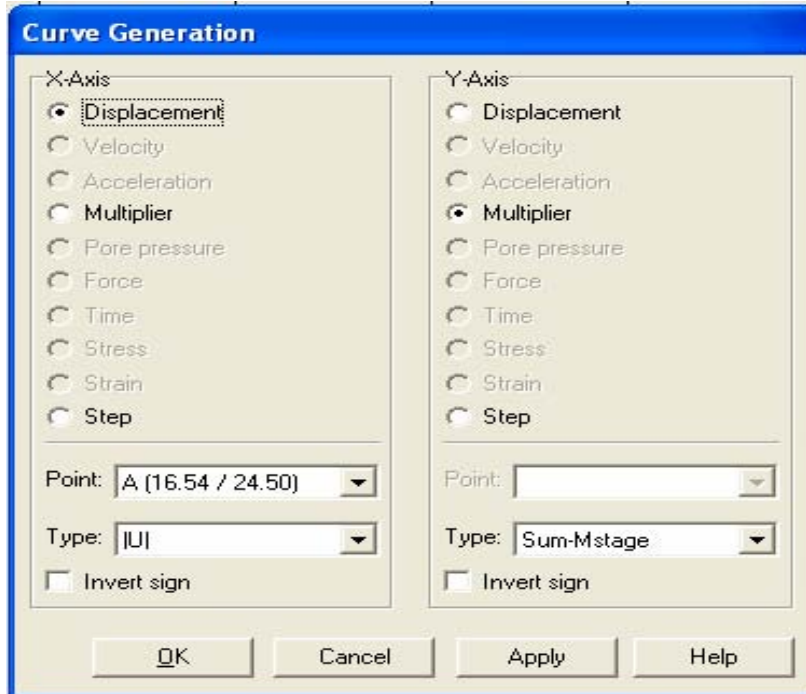 Curve Generation
X-Axis
Displacement
Velocity
Acceleration
Multiplier
Pore pressure
Force
Time
Stress
Strain
Step
Point: A (16.54 / 24.50)
Type: |U|
Invert sign
Y-Axis
Displacement
Velocity
Acceleration
Multiplier
Pore pressure
Force
Time
Stress
Strain
Step
Point:
Type: Sum-Mstage
Invert sign
OK Cancel Apply Help